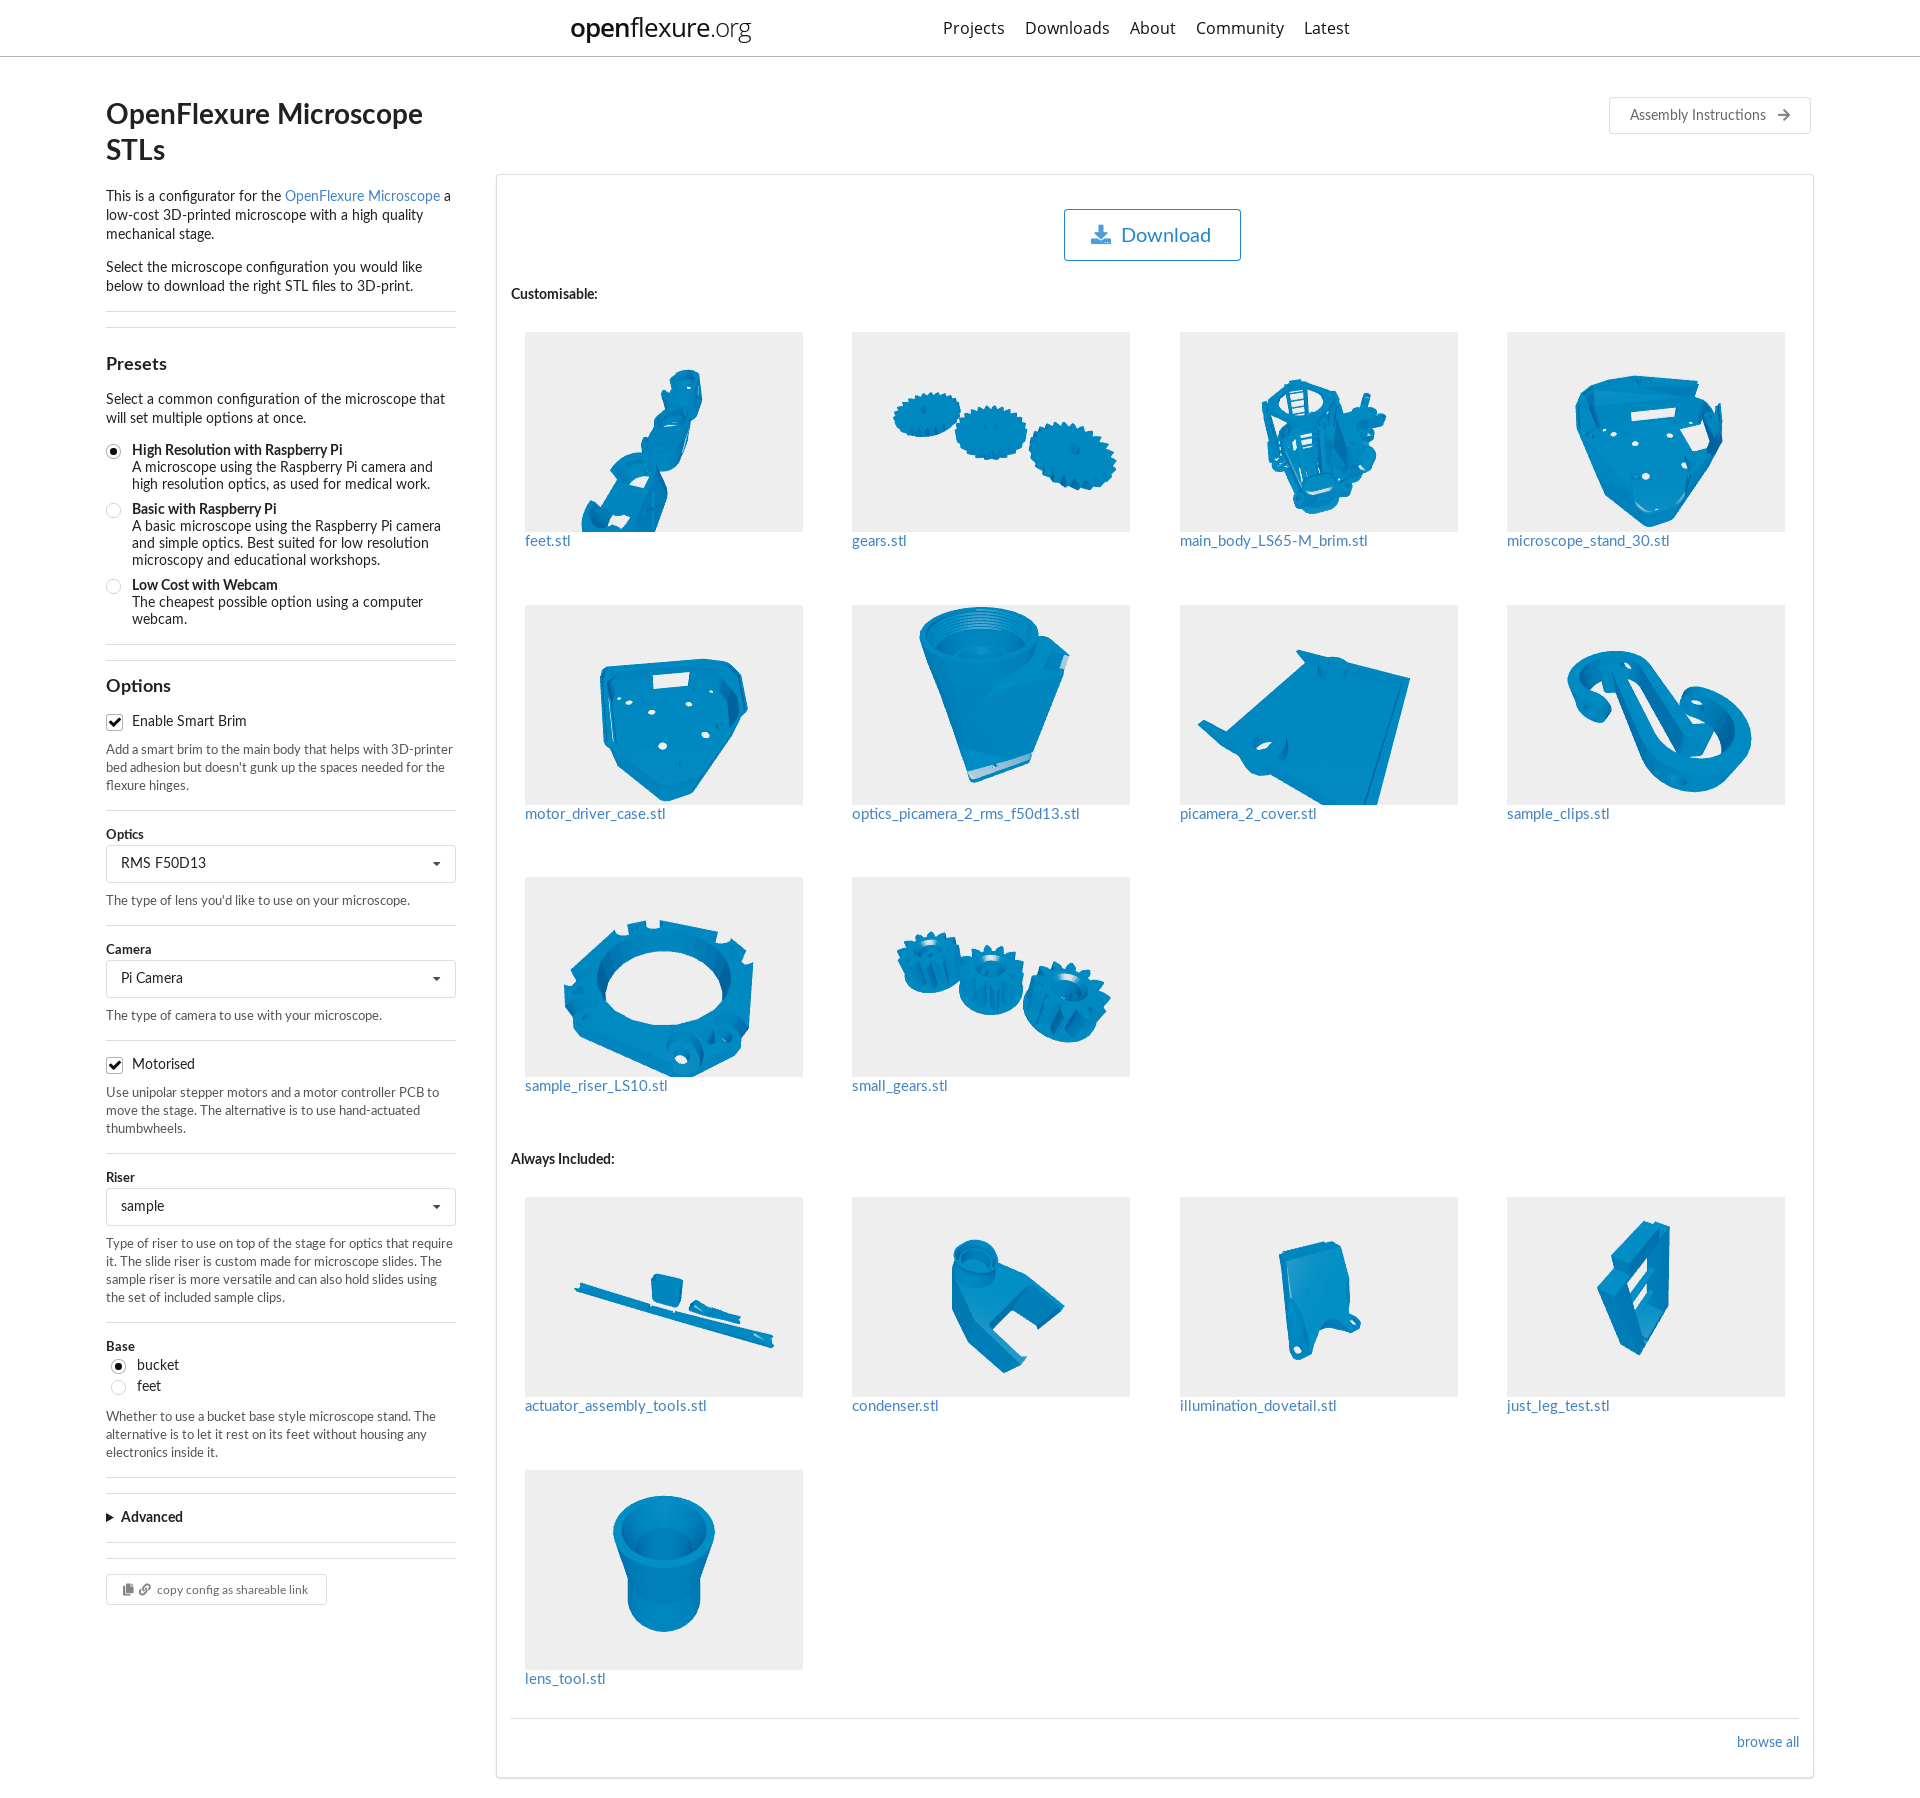 openflexure.org
Projects Downloads About Community Latest
OpenFlexure Microscope
STLs
This is a configurator for the OpenFlexure Microscope a
low-cost 3D-printed microscope with a high quality
mechanical stage.
Select the microscope configuration you would like
below to download the right STL files to 3D-print.
Presets
Select a common configuration of the microscope that
will set multiple options at once.
High Resolution with Raspberry Pi
A microscope using the Raspberry Pi camera and
high resolution optics, as used for medical work.
Basic with Raspberry Pi
A basic microscope using the Raspberry Pi camera
and simple optics. Best suited for low resolution
microscopy and educational workshops.
Low Cost with Webcam
The cheapest possible option using a computer
webcam.
Options
Enable Smart Brim
Add a smart brim to the main body that helps with 3D-printer
bed adhesion but doesn't gunk up the spaces needed for the
flexure hinges.
Optics
RMS F50D13
The type of lens you'd like to use on your microscope.
Camera
Pi Camera
The type of camera to use with your microscope.
Motorised
Use unipolar stepper motors and a motor controller PCB to
move the stage. The alternative is to use hand-actuated
thumbwheels.
Riser
sample
Type of riser to use on top of the stage for optics that require
it. The slide riser is custom made for microscope slides. The
sample riser is more versatile and can also hold slides using
the set of included sample clips.
Base
bucket
feet
Whether to use a bucket base style microscope stand. The
alternative is to let it rest on its feet without housing any
electronics inside it.
Advanced
copy config as shareable link
Assembly Instructions
Download
Customisable:
feet.stl
gears.stl
main_body_LS65-M_brim.stl
microscope_stand_30.stl
motor_driver_case.stl
optics_picamera_2_rms_f50d13.stl
picamera_2_cover.stl
sample_clips.stl
sample_riser_LS10.stl
small_gears.stl
Always Included:
actuator_assembly_tools.stl
condenser.stl
illumination_dovetail.stl
just_leg_test.stl
lens_tool.stl
browse all